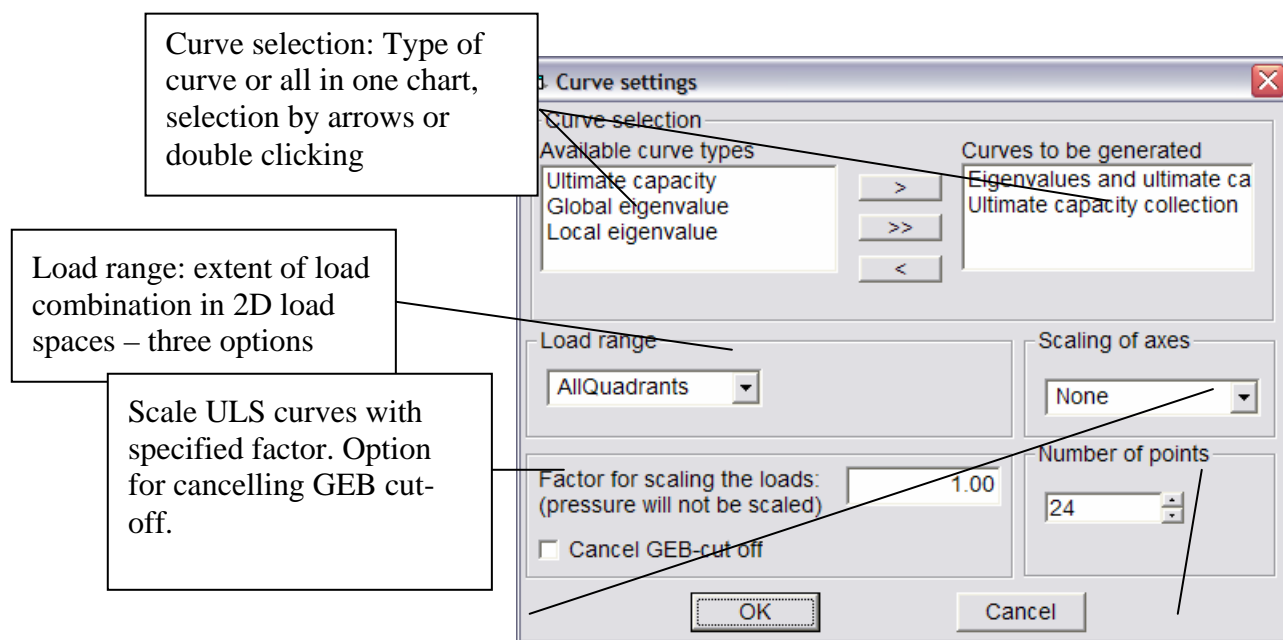 Curve selection: Type of
curve or all in one chart,
selection by arrows or
double clicking
Load range: extent of load
combination in 2D load
spaces – three options
Scale ULS curves with
specified factor. Option
for cancelling GEB cut-
off.
Curve settings
Curve selection
Available curve types
Ultimate capacity
Global eigenvalue
Local eigenvalue
>
>>
<
Curves to be generated
Eigenvalues and ultimate ca
Ultimate capacity collection
Load range
AllQuadrants
Scaling of axes
None
Factor for scaling the loads:
(pressure will not be scaled)
1.00
Cancel GEB-cut off
Number of points
24
OK
Cancel